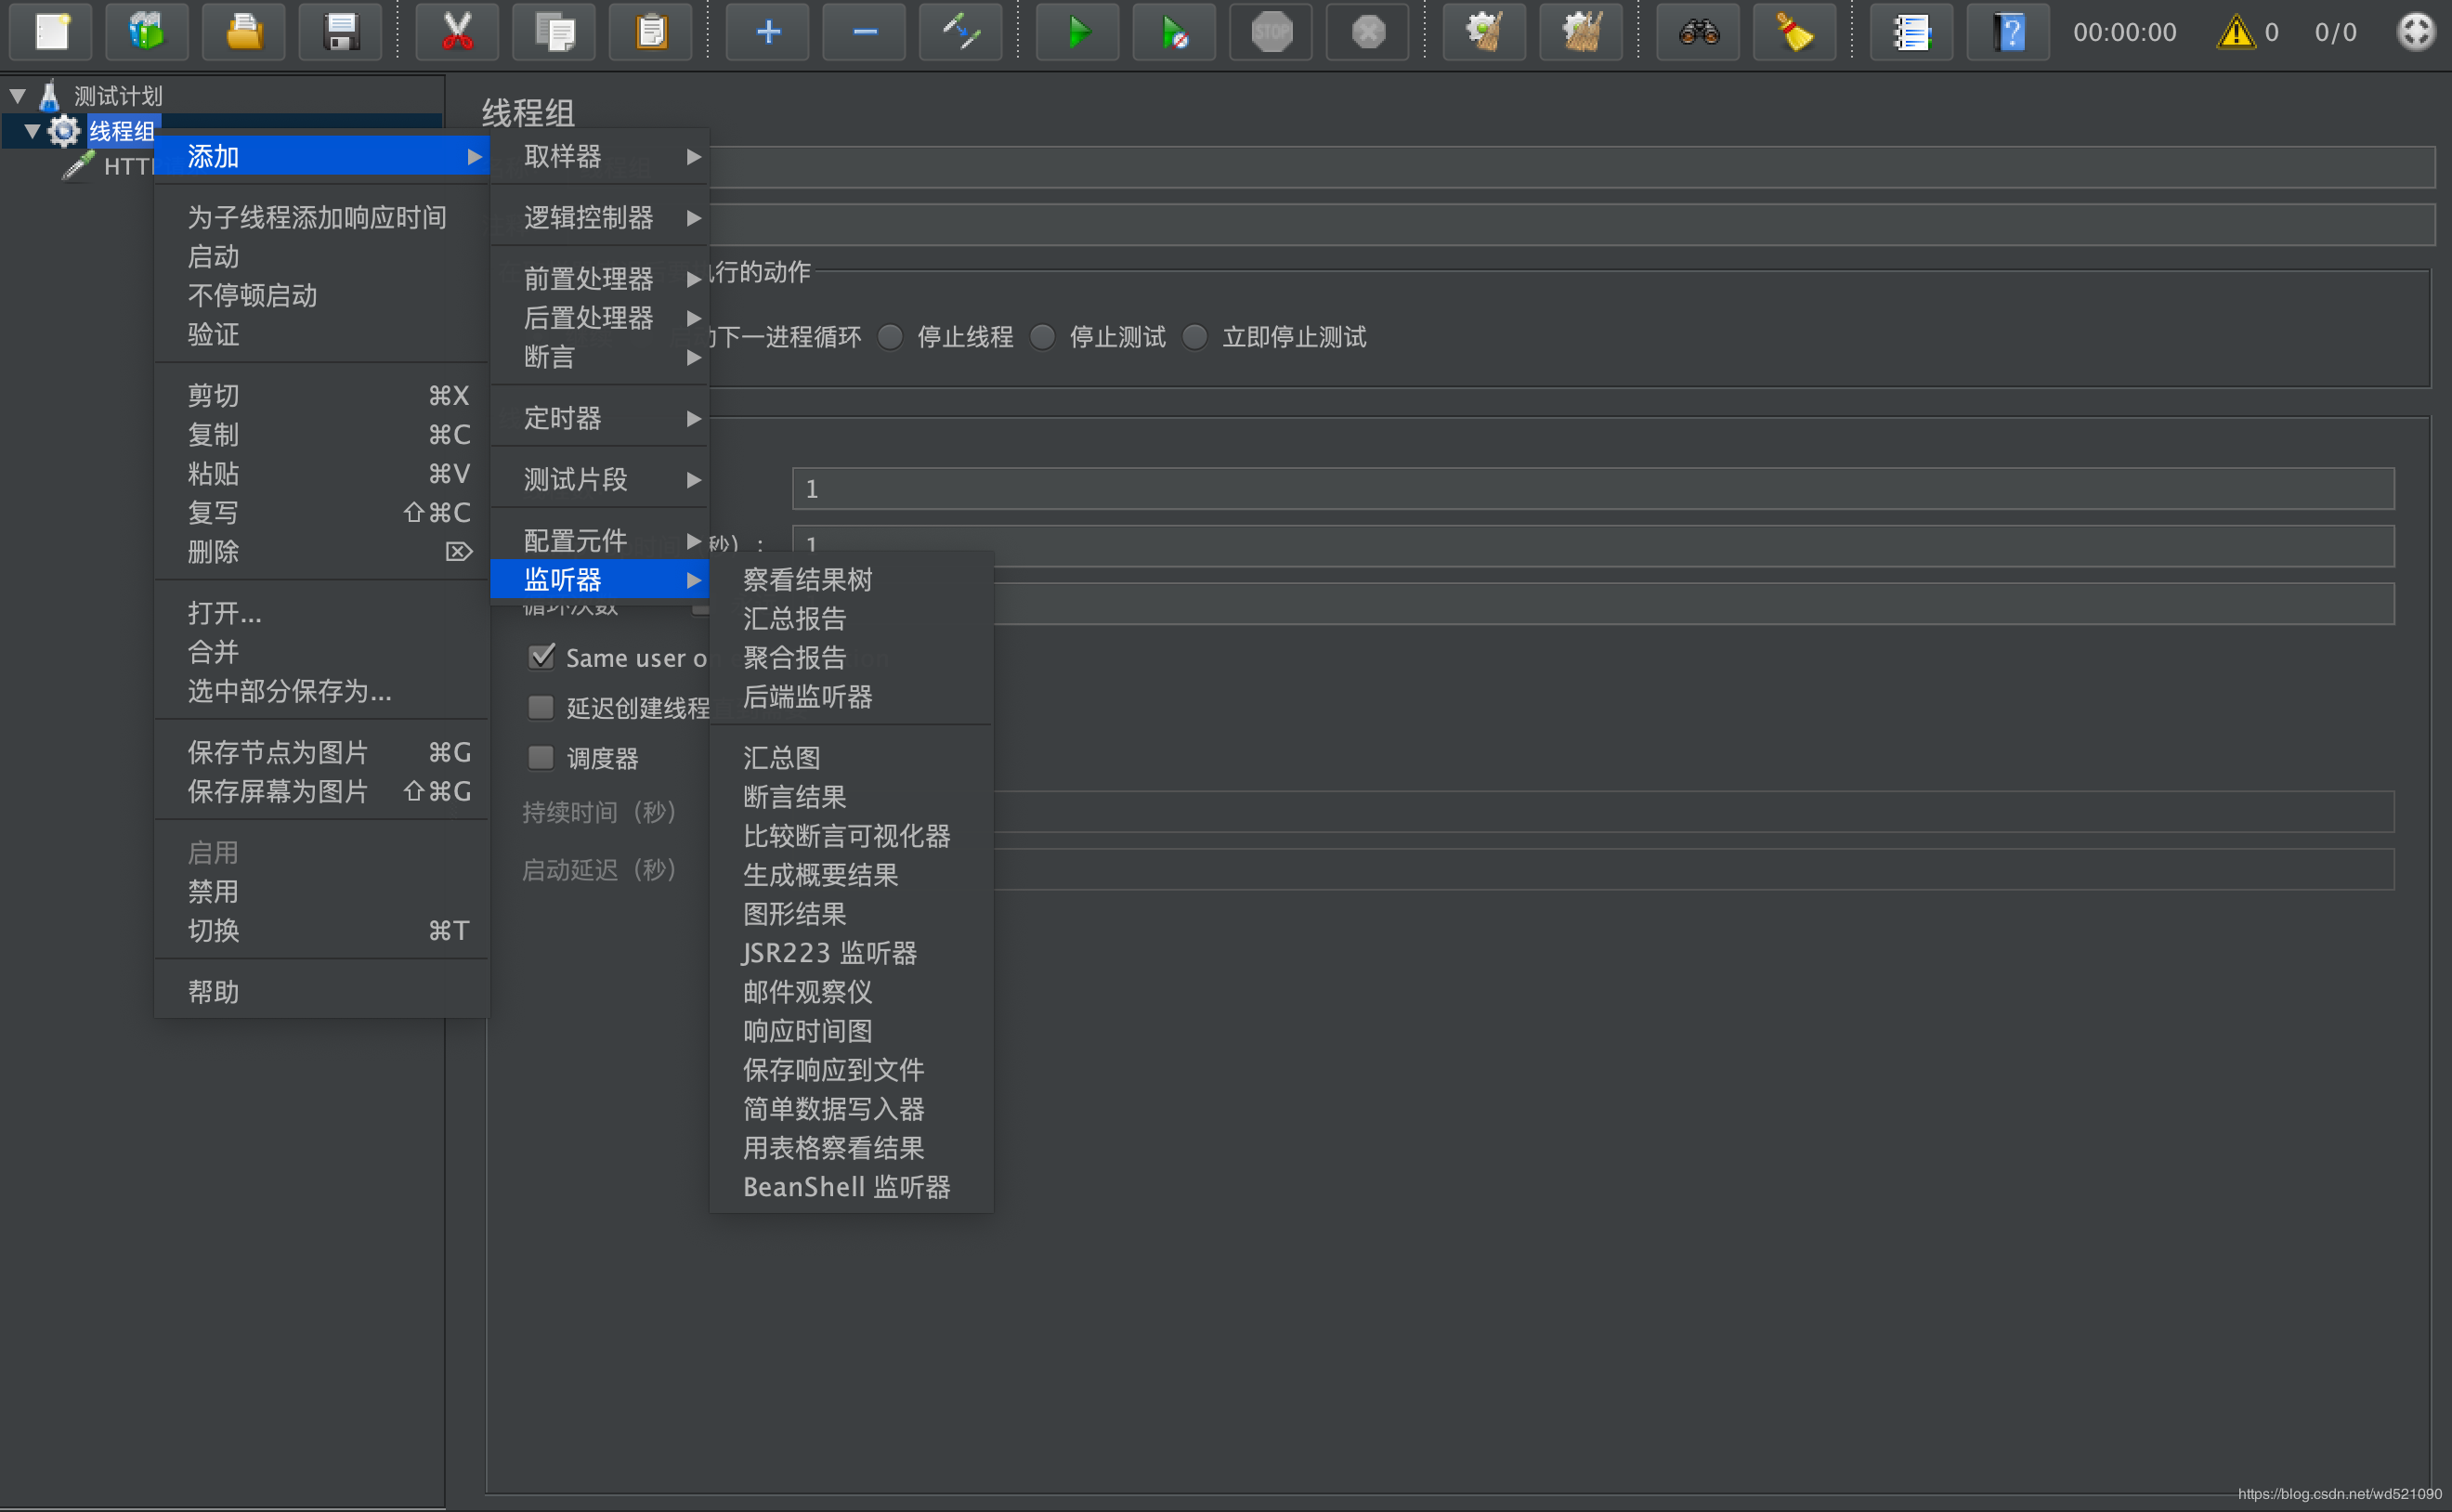 STOP
00:00:00
0
0/0
测试计划
线程组
HTT
线程组
添加
为子线程添加响应时间
启动
不停顿启动
验证
剪切 ⌘X
复制 ⌘C
粘贴 ⌘V
复写 ⇧⌘C
删除 ⌦
打开...
合并
选中部分保存为...
保存节点为图片 ⌘G
保存屏幕为图片 ⇧⌘G
启用
禁用
切换 ⌘T
帮助
取样器
逻辑控制器
前置处理器
后置处理器
断言
定时器
测试片段
配置元件
监听器
察看结果树
汇总报告
聚合报告
后端监听器
汇总图
断言结果
比较断言可视化器
生成概要结果
图形结果
JSR223 监听器
邮件观察仪
响应时间图
保存响应到文件
简单数据写入器
用表格察看结果
BeanShell 监听器
执行的动作
动下一进程循环 停止线程 停止测试 立即停止测试
1
秒）： 1
循环次数
Same user on
延迟创建线程
调度器
持续时间（秒）
启动延迟（秒）
https://blog.csdn.net/wd521090